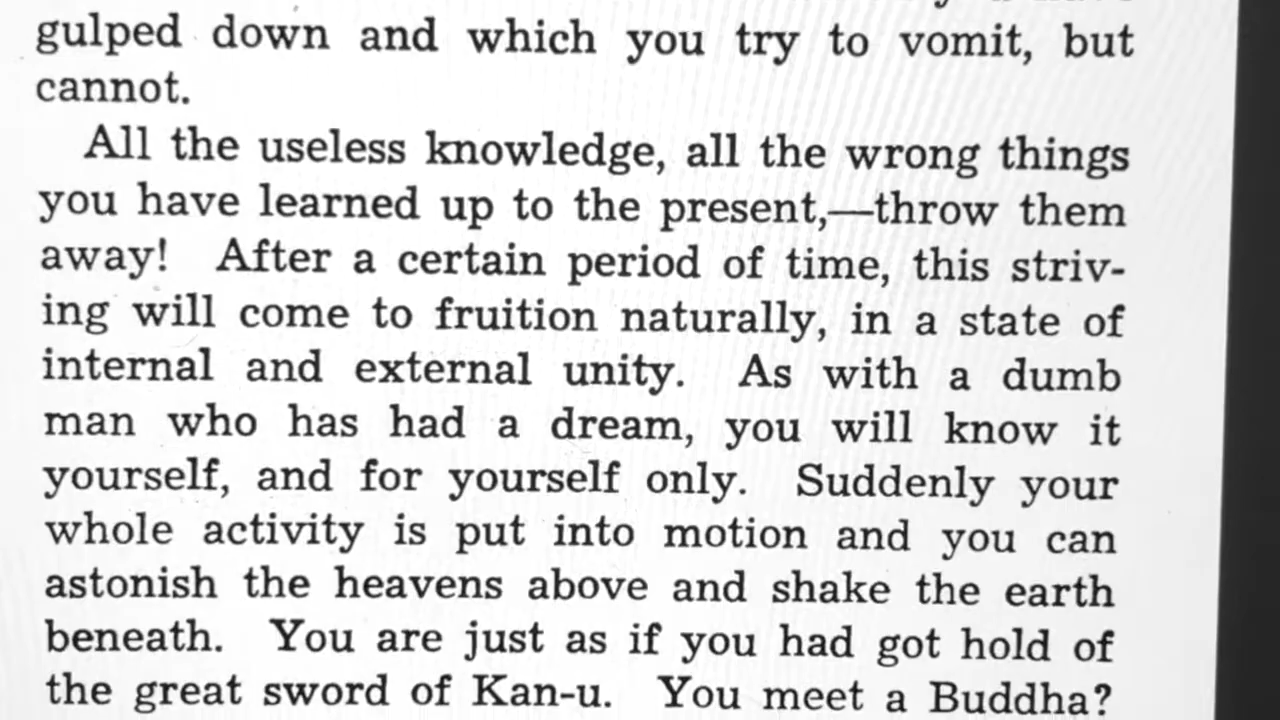 gulped down and which you try to vomit, but
cannot.
All the useless knowledge, all the wrong things
you have learned up to the present,—throw them
away! After a certain period of time, this striv-
ing will come to fruition naturally, in a state of
internal and external unity. As with a dumb
man who has had a dream, you will know it
yourself, and for yourself only. Suddenly your
whole activity is put into motion and you can
astonish the heavens above and shake the earth
beneath. You are just as if you had got hold of
the great sword of Kan-u. You meet a Buddha?